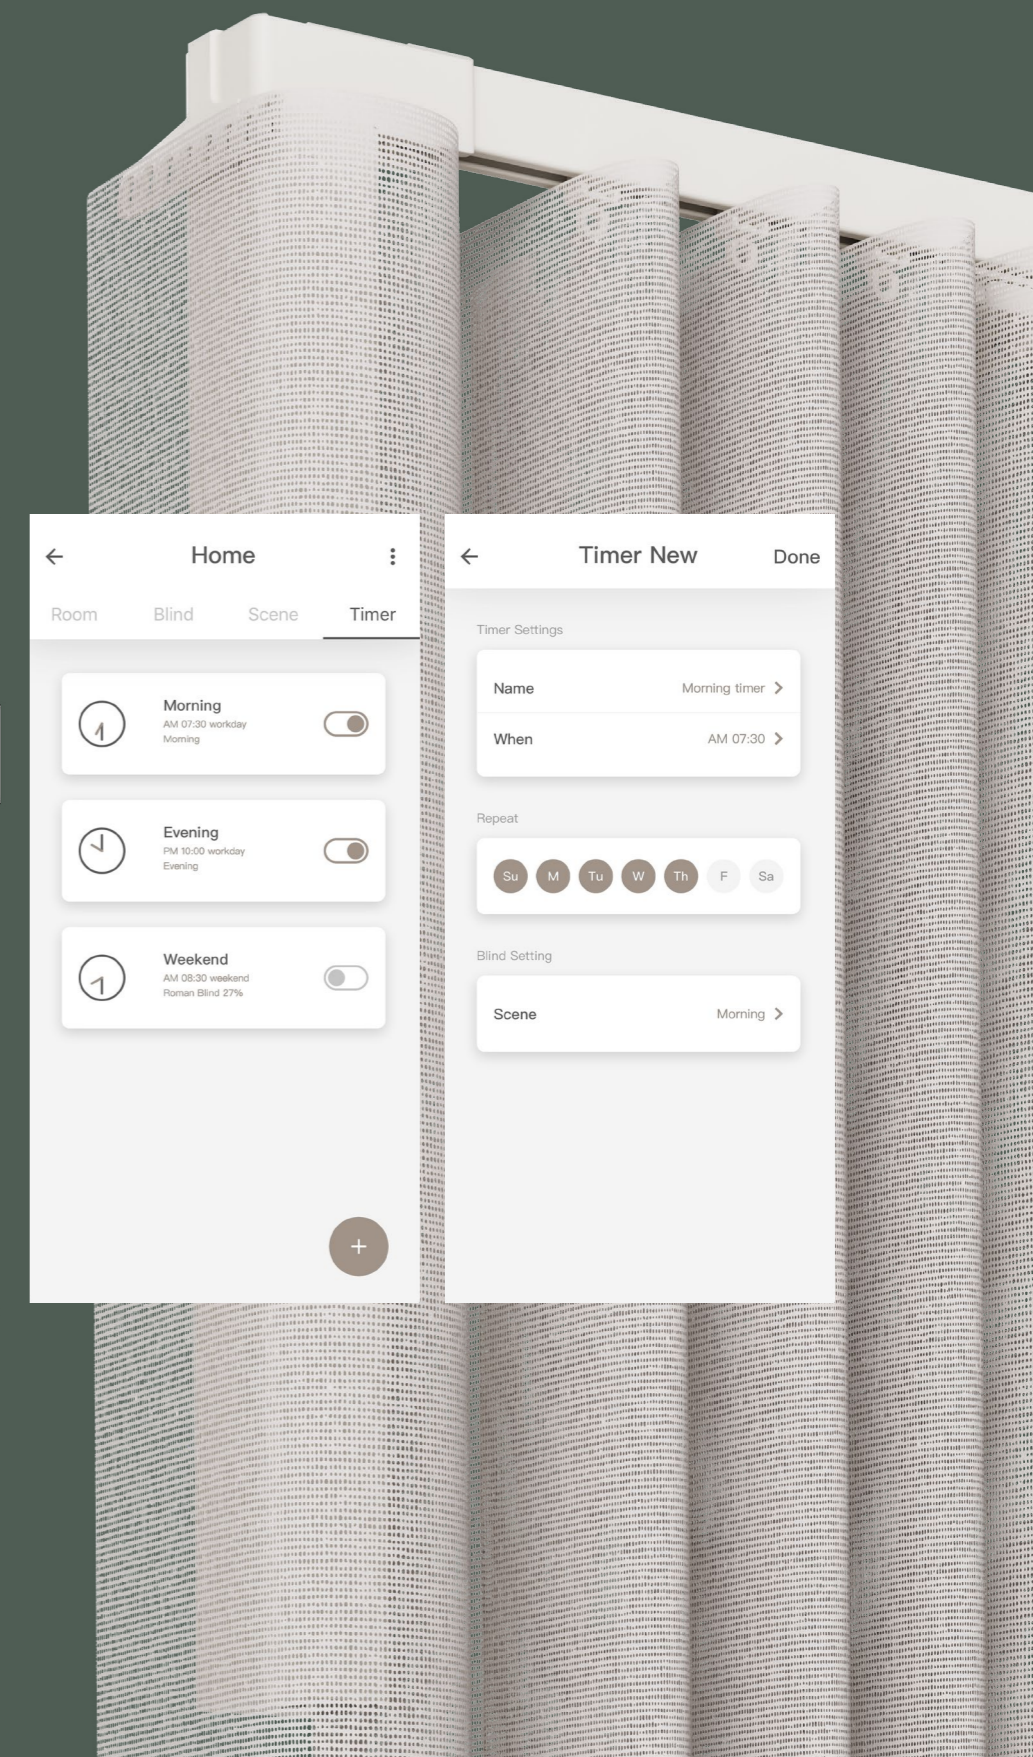 Home
Room Blind Scene Timer
Morning
AM 07:30 workday
Morning
Evening
PM 10:00 workday
Evening
Weekend
AM 08:30 weekend
Roman Blind 27%
+
Timer New Done
Timer Settings
Name Morning timer
When AM 07:30
Repeat
Su M Tu W Th F Sa
Blind Setting
Scene Morning